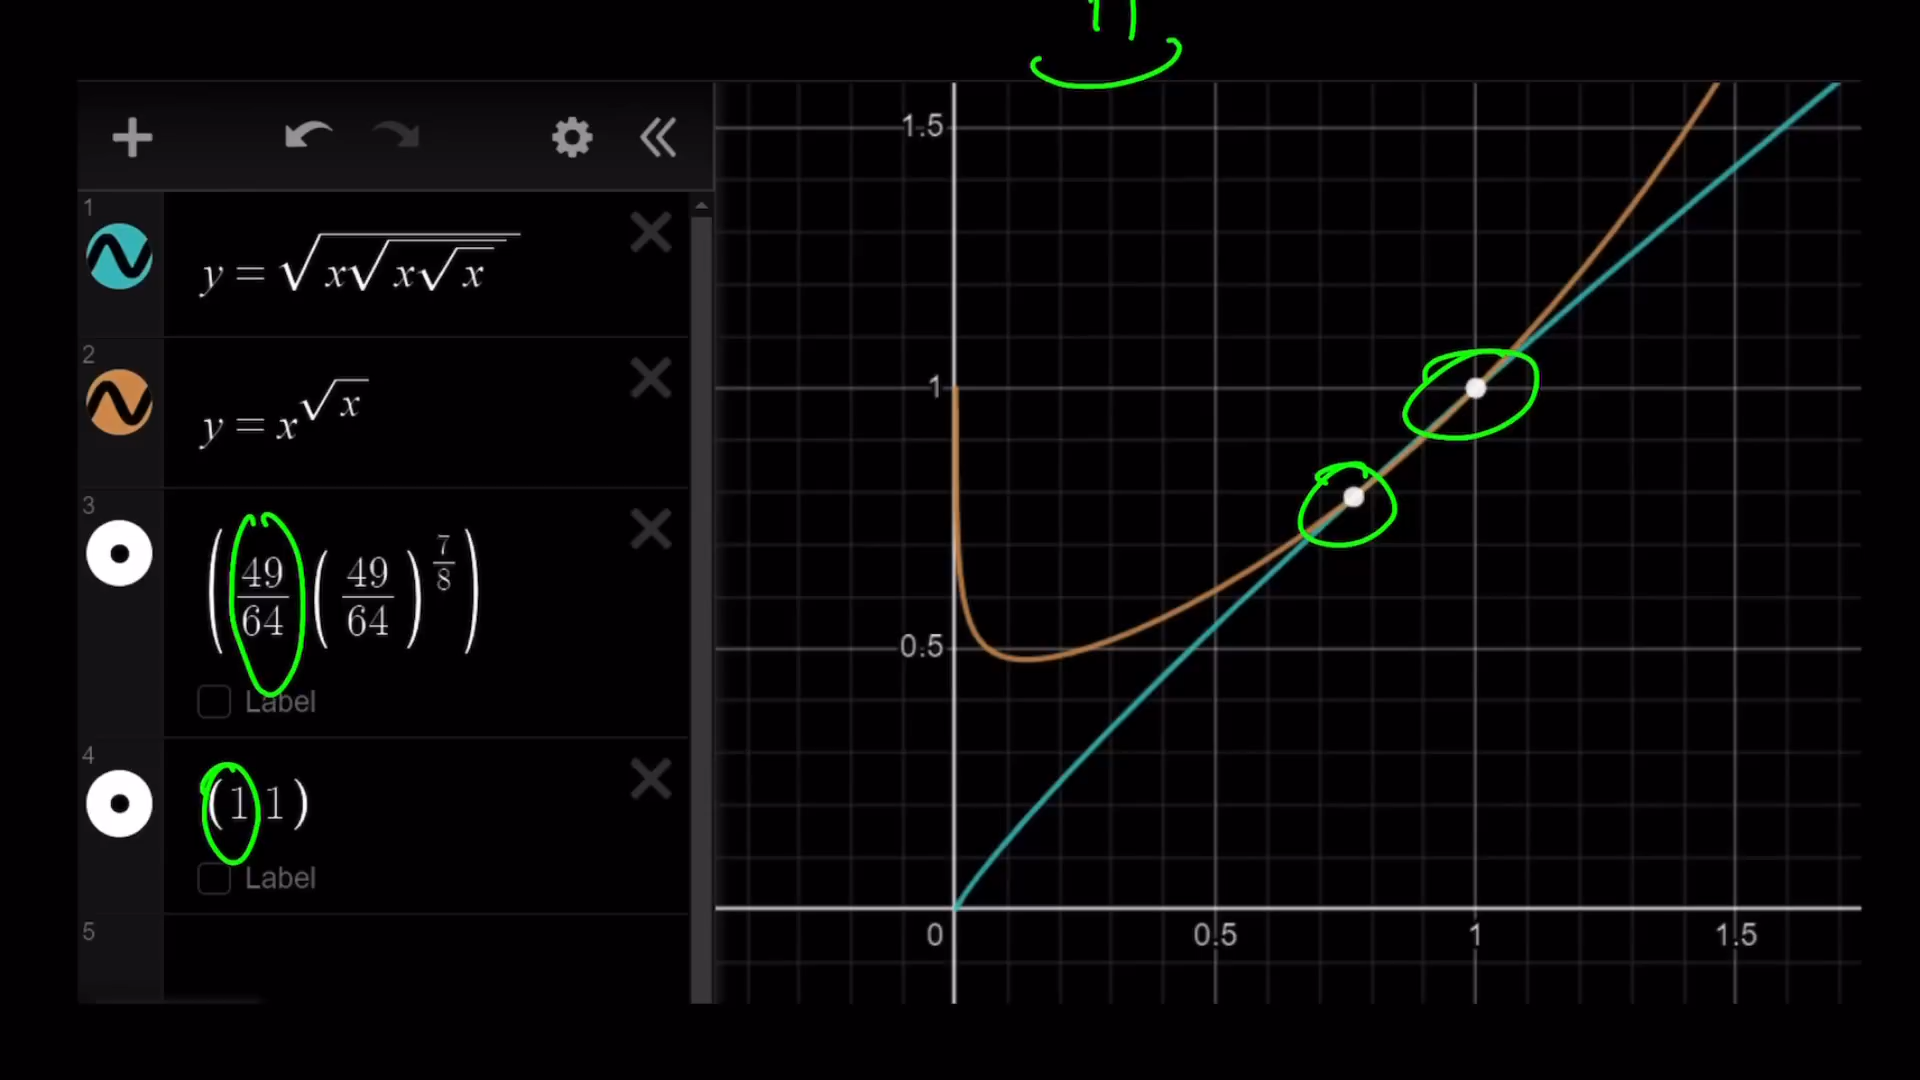 11
1
y = √(x√(x√x))
2
y = x^√x
3
(49/64 (49/64)^(7/8))
Label
4
(1 1)
Label
5
1.5
1
0.5
0 0.5 1 1.5